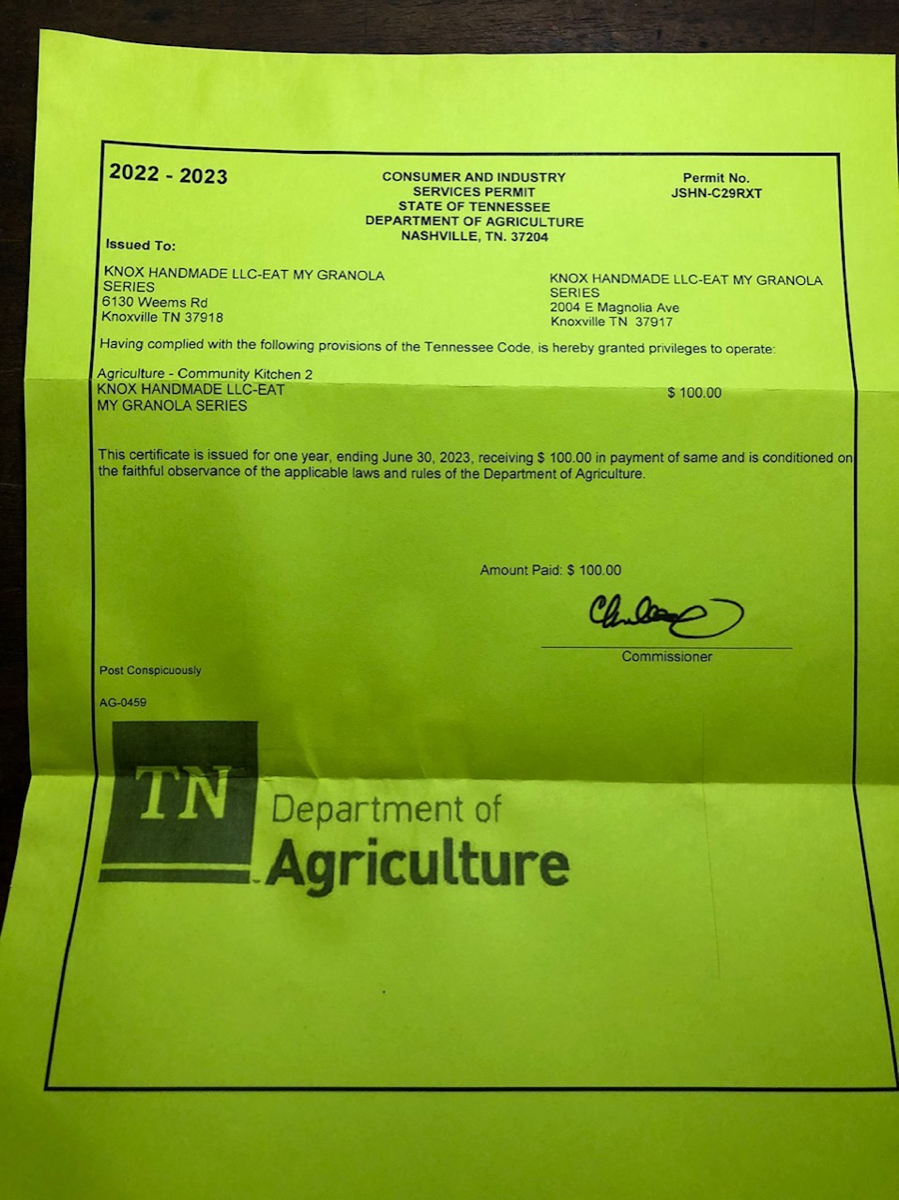 2022 - 2023
CONSUMER AND INDUSTRY
SERVICES PERMIT
STATE OF TENNESSEE
DEPARTMENT OF AGRICULTURE
NASHVILLE, TN. 37204
Permit No.
JSHN-C29RXT
Issued To:
KNOX HANDMADE LLC-EAT MY GRANOLA
SERIES
6130 Weems Rd
Knoxville TN 37918
KNOX HANDMADE LLC-EAT MY GRANOLA
SERIES
2004 E Magnolia Ave
Knoxville TN 37917
Having complied with the following provisions of the Tennessee Code, is hereby granted privileges to operate:
Agriculture - Community Kitchen 2
KNOX HANDMADE LLC-EAT
MY GRANOLA SERIES
$ 100.00
This certificate is issued for one year, ending June 30, 2023, receiving $ 100.00 in payment of same and is conditioned on
the faithful observance of the applicable laws and rules of the Department of Agriculture.
Amount Paid: $ 100.00
Commissioner
Post Conspicuously
AG-0459
TN
Department of
Agriculture